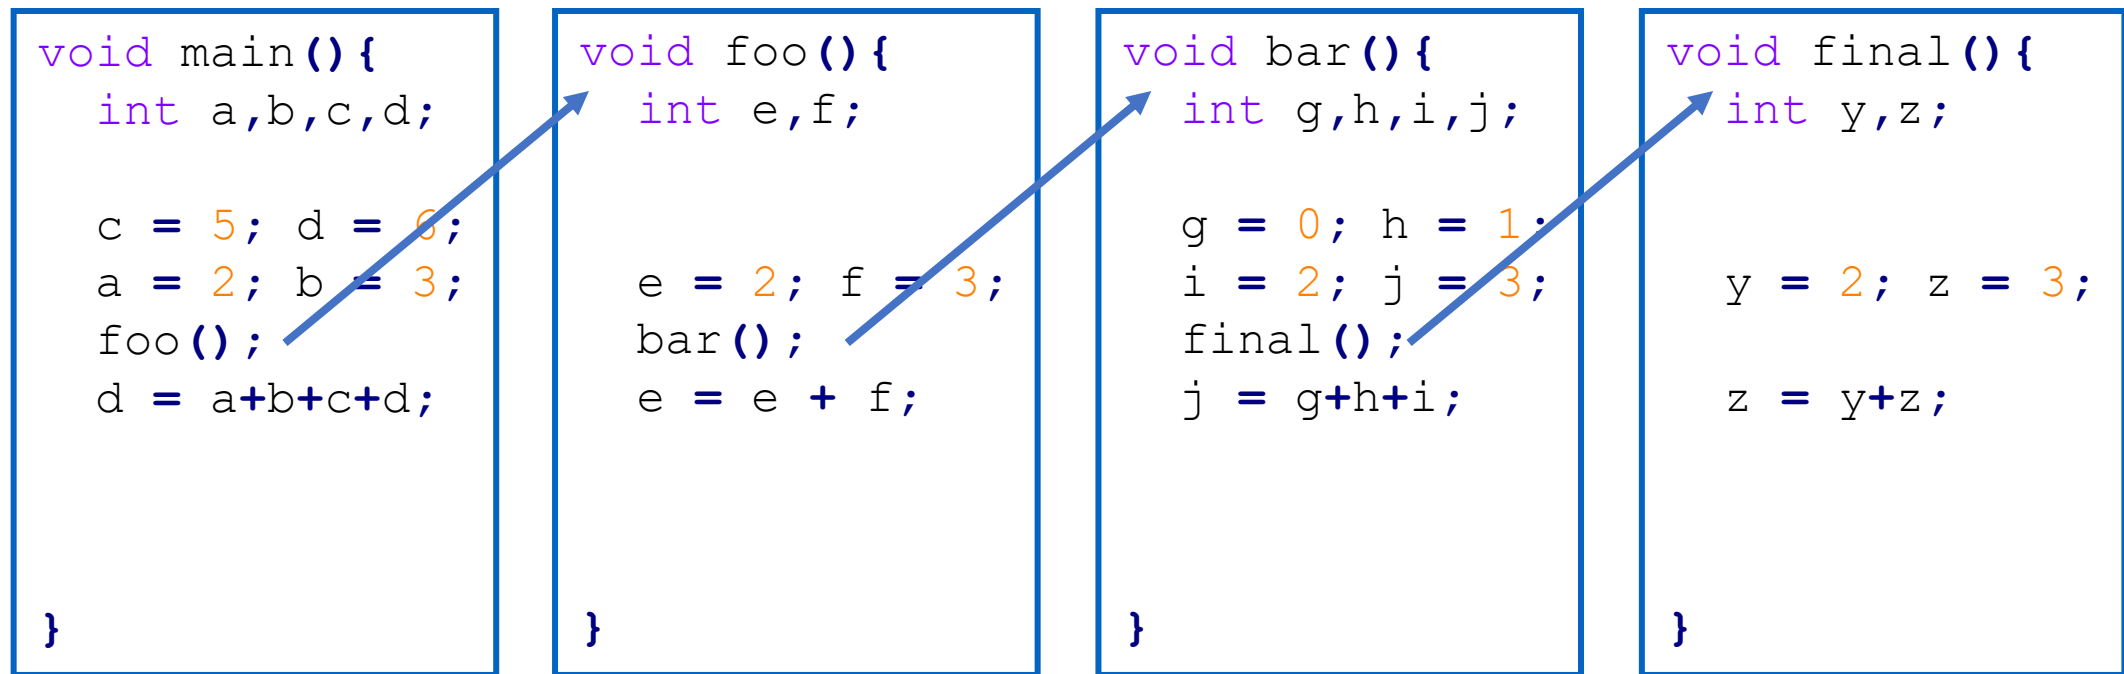 void main(){
int a,b,c,d;
c = 5; d = 6;
a = 2; b = 3;
foo();
d = a+b+c+d;
}
void foo(){
int e,f;
e = 2; f = 3;
bar();
e = e + f;
}
void bar(){
int g,h,i,j;
g = 0; h = 1;
i = 2; j = 3;
final();
j = g+h+i;
}
void final(){
int y,z;
y = 2; z = 3;
z = y+z;
}